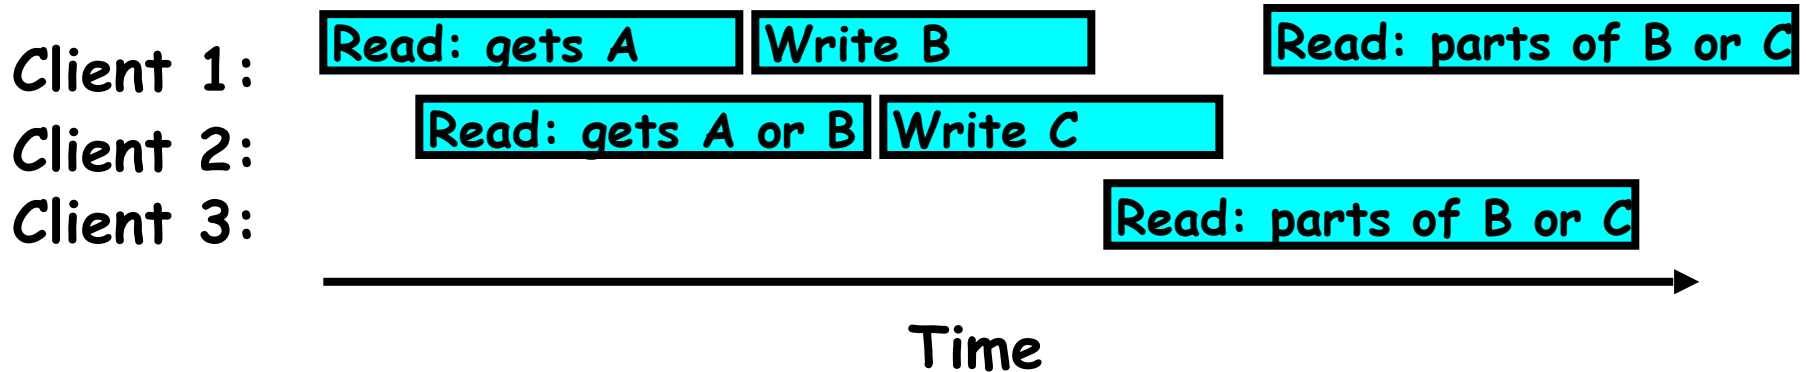 Client 1: Read: gets A Write B Read: parts of B or C
Client 2: Read: gets A or B Write C
Client 3: Read: parts of B or C
Time